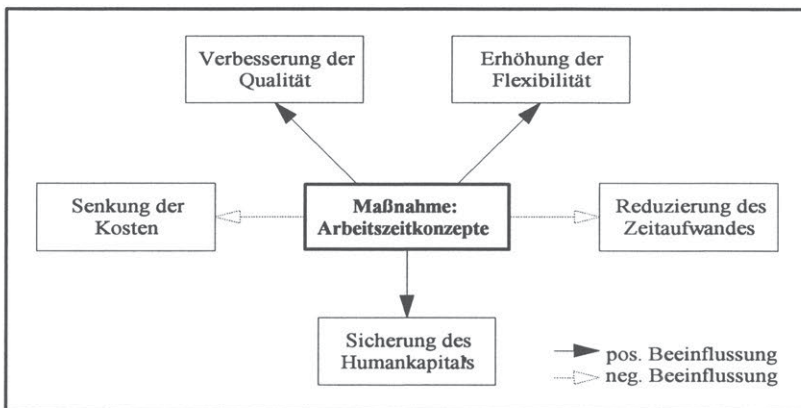 Verbesserung der
Qualität
Erhöhung der
Flexibilität
Senkung der
Kosten
Maßnahme:
Arbeitszeitkonzepte
Reduzierung des
Zeitaufwandes
Sicherung des
Humankapitals
pos. Beeinflussung
neg. Beeinflussung